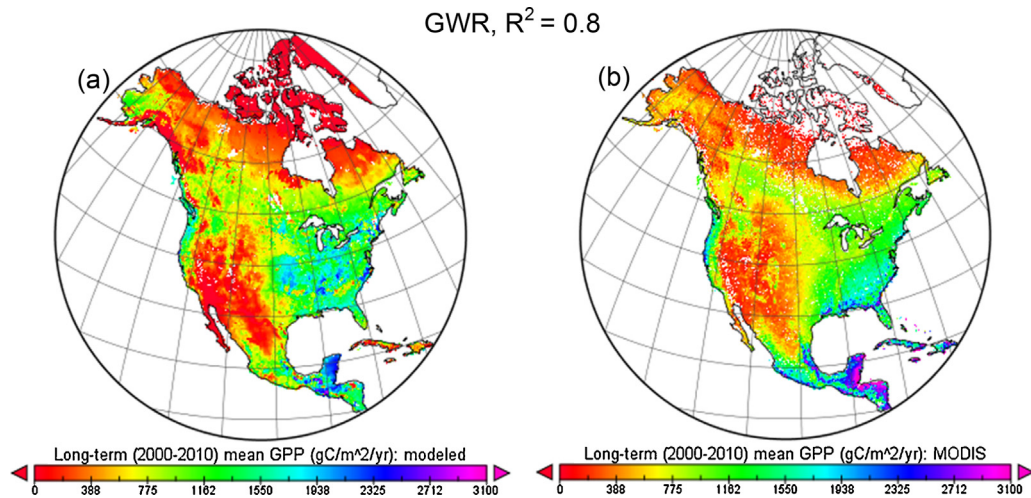 GWR, R² = 0.8
(a)
(b)
Long-term (2000-2010) mean GPP (gC/m^2/yr): modeled
0 388 775 1162 1550 1938 2325 2712 3100
Long-term (2000-2010) mean GPP (gC/m^2/yr): MODIS
0 388 775 1162 1550 1938 2325 2712 3100